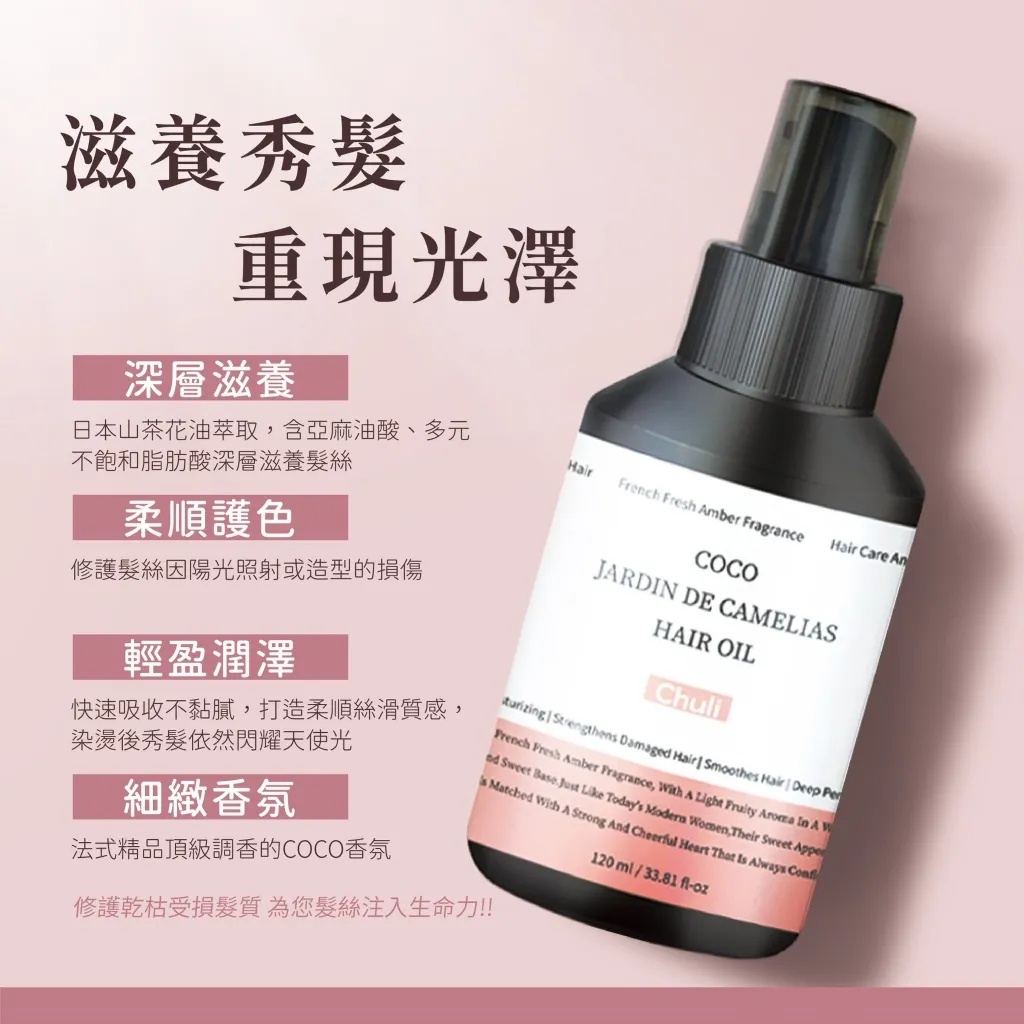 滋養秀髮
重現光澤
深層滋養
日本山茶花油萃取，含亞麻油酸、多元
不飽和脂肪酸深層滋養髮絲
柔順護色
修護髮絲因陽光照射或造型的損傷
輕盈潤澤
快速吸收不黏膩，打造柔順絲滑質感，
染燙後秀髮依然閃耀天使光
細緻香氛
法式精品頂級調香的COCO香氛
修護乾枯受損髮質 為您髮絲注入生命力!!
Hair French Fresh Amber Fragrance Hair Care An
COCO
JARDIN DE CAMELIAS
HAIR OIL
Chuli
sturizing | Strengthens Damaged Hair | Smoothes Hair | Deep Per
French Fresh Amber Fragrance, With A Light Fruity Aroma In A W
nd Sweet Base.Just Like Today's Modern Women,Their Sweet Appe
s Matched With A Strong And Cheerful Heart That Is Always Confi
120 ml / 33.81 fl-oz